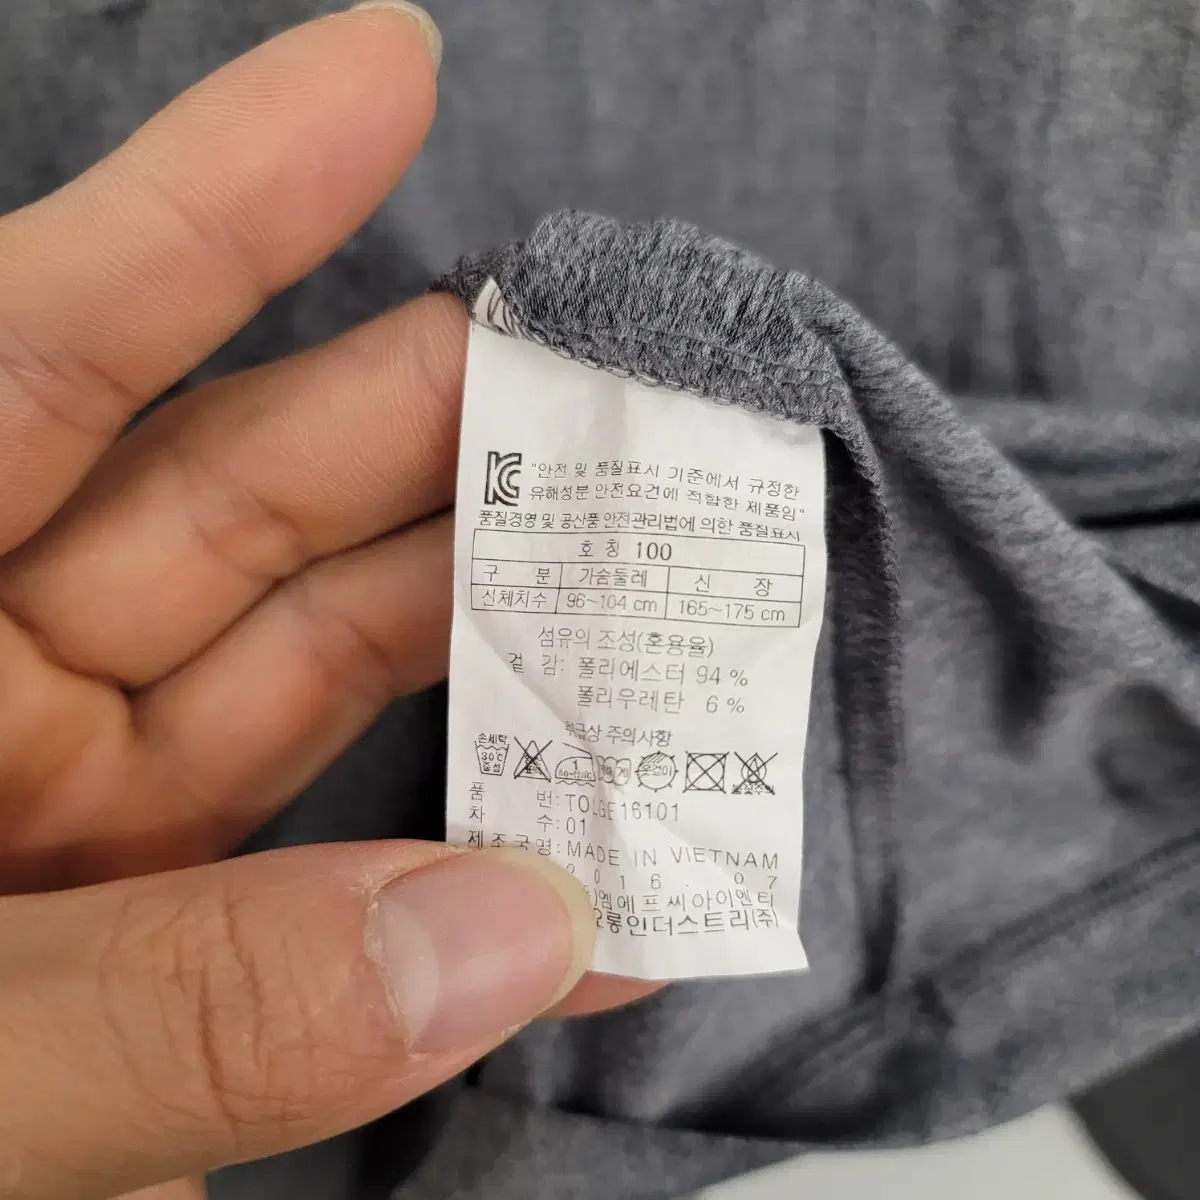 "안전 및 품질표시 기준에서 규정한
유해성분 안전요건에 적합한 제품임"
품질경영 및 공산품 안전관리법에 의한 품질표시
호 칭 100
구 분 가슴둘레 신 장
신체치수 96~104 cm 165~175 cm
섬유의 조성(혼용율)
겉 감: 폴리에스터 94 %
폴리우레탄 6 %
취급상 주의사항
손세탁
30℃
중성
옷걸이
품 번: TOLGE16101
차 수: 01
제조국명: MADE IN VIETNAM
2016. 07
엠에프씨아이엔티
인더스트리(주)